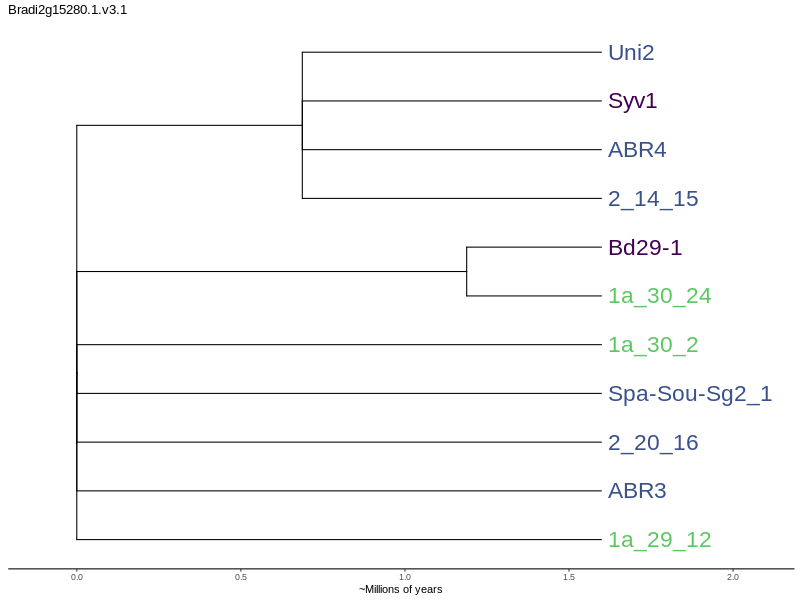 Bradi2g15280.1.v3.1
Uni2
Syv1
ABR4
2_14_15
Bd29-1
1a_30_24
1a_30_2
Spa-Sou-Sg2_1
2_20_16
ABR3
1a_29_12
0.0 0.5 1.0 1.5 2.0
~Millions of years